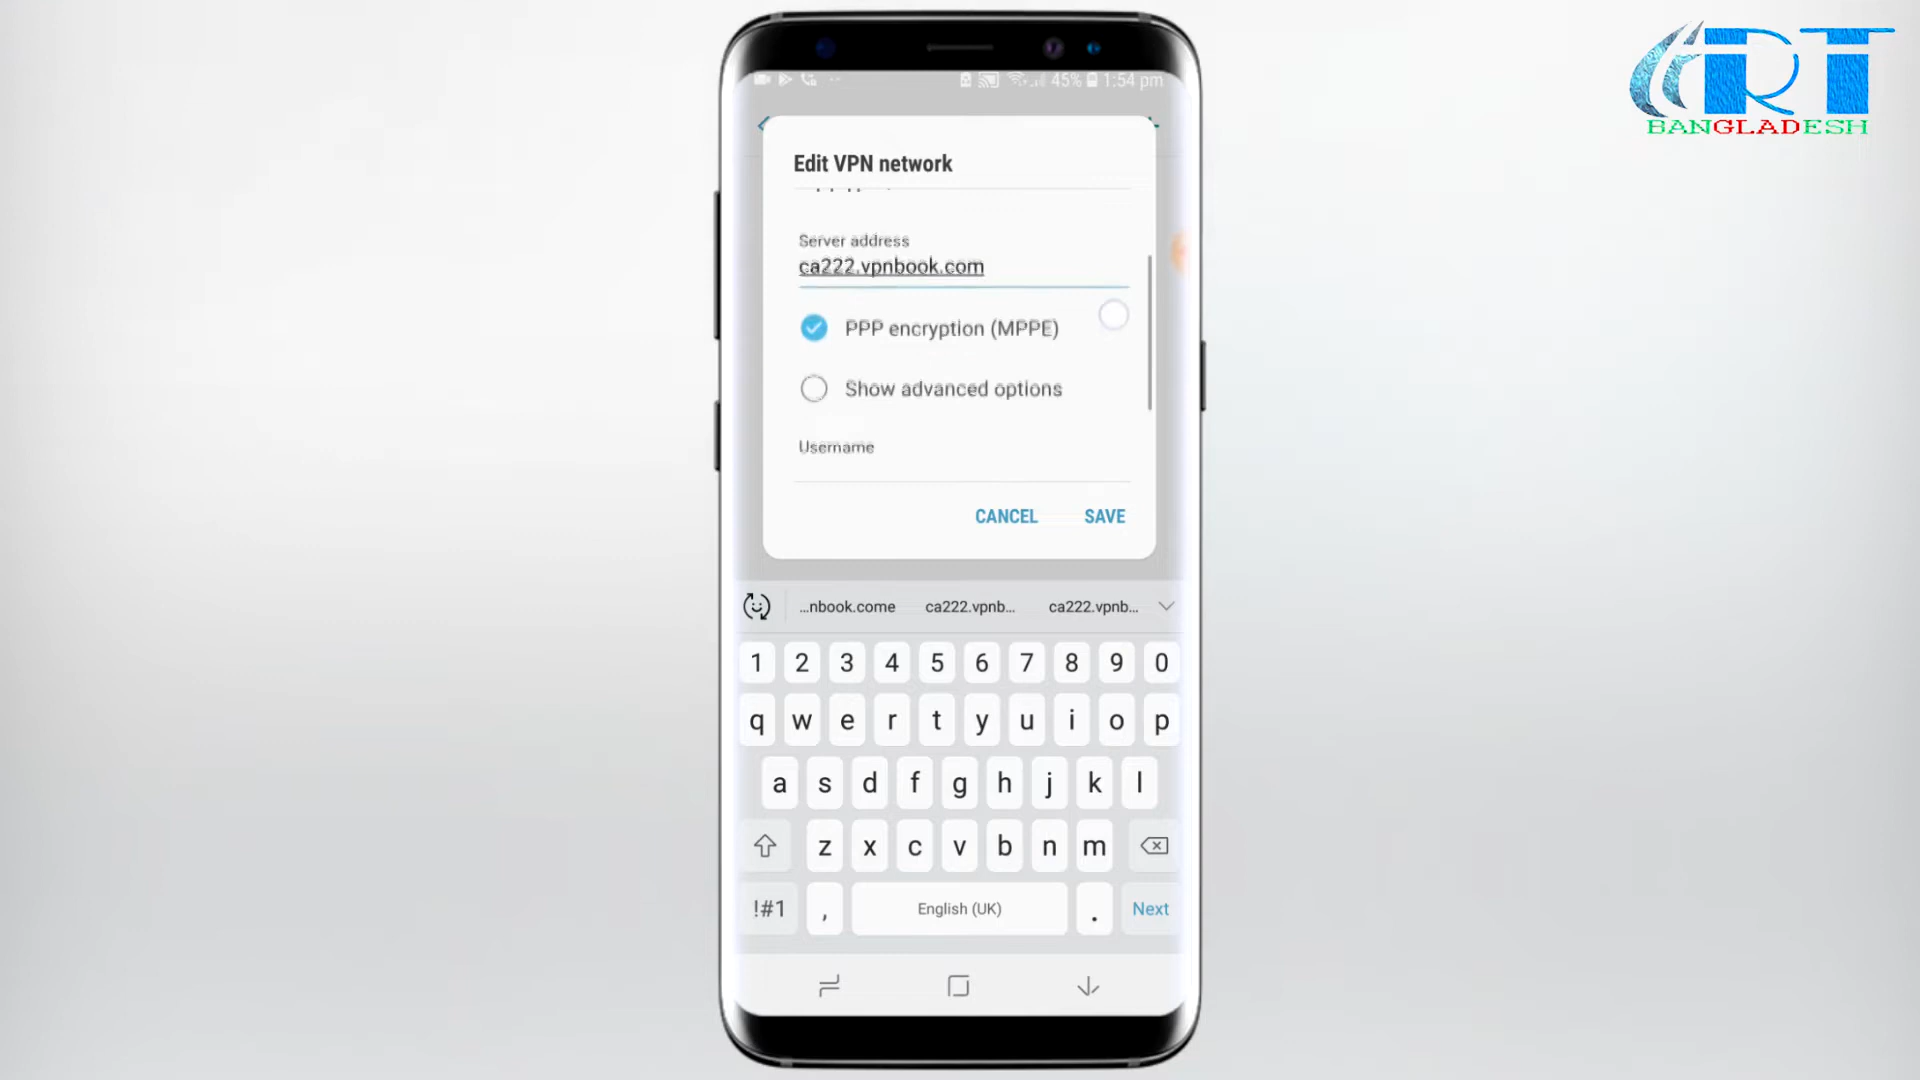 RT
BANGLADESH
45% 1:54 pm
Edit VPN network
Server address
ca222.vpnbook.com
PPP encryption (MPPE)
Show advanced options
Username
CANCEL SAVE
...nbook.come ca222.vpnb... ca222.vpnb...
1 2 3 4 5 6 7 8 9 0
q w e r t y u i o p
a s d f g h j k l
z x c v b n m
!#1 , English (UK) . Next